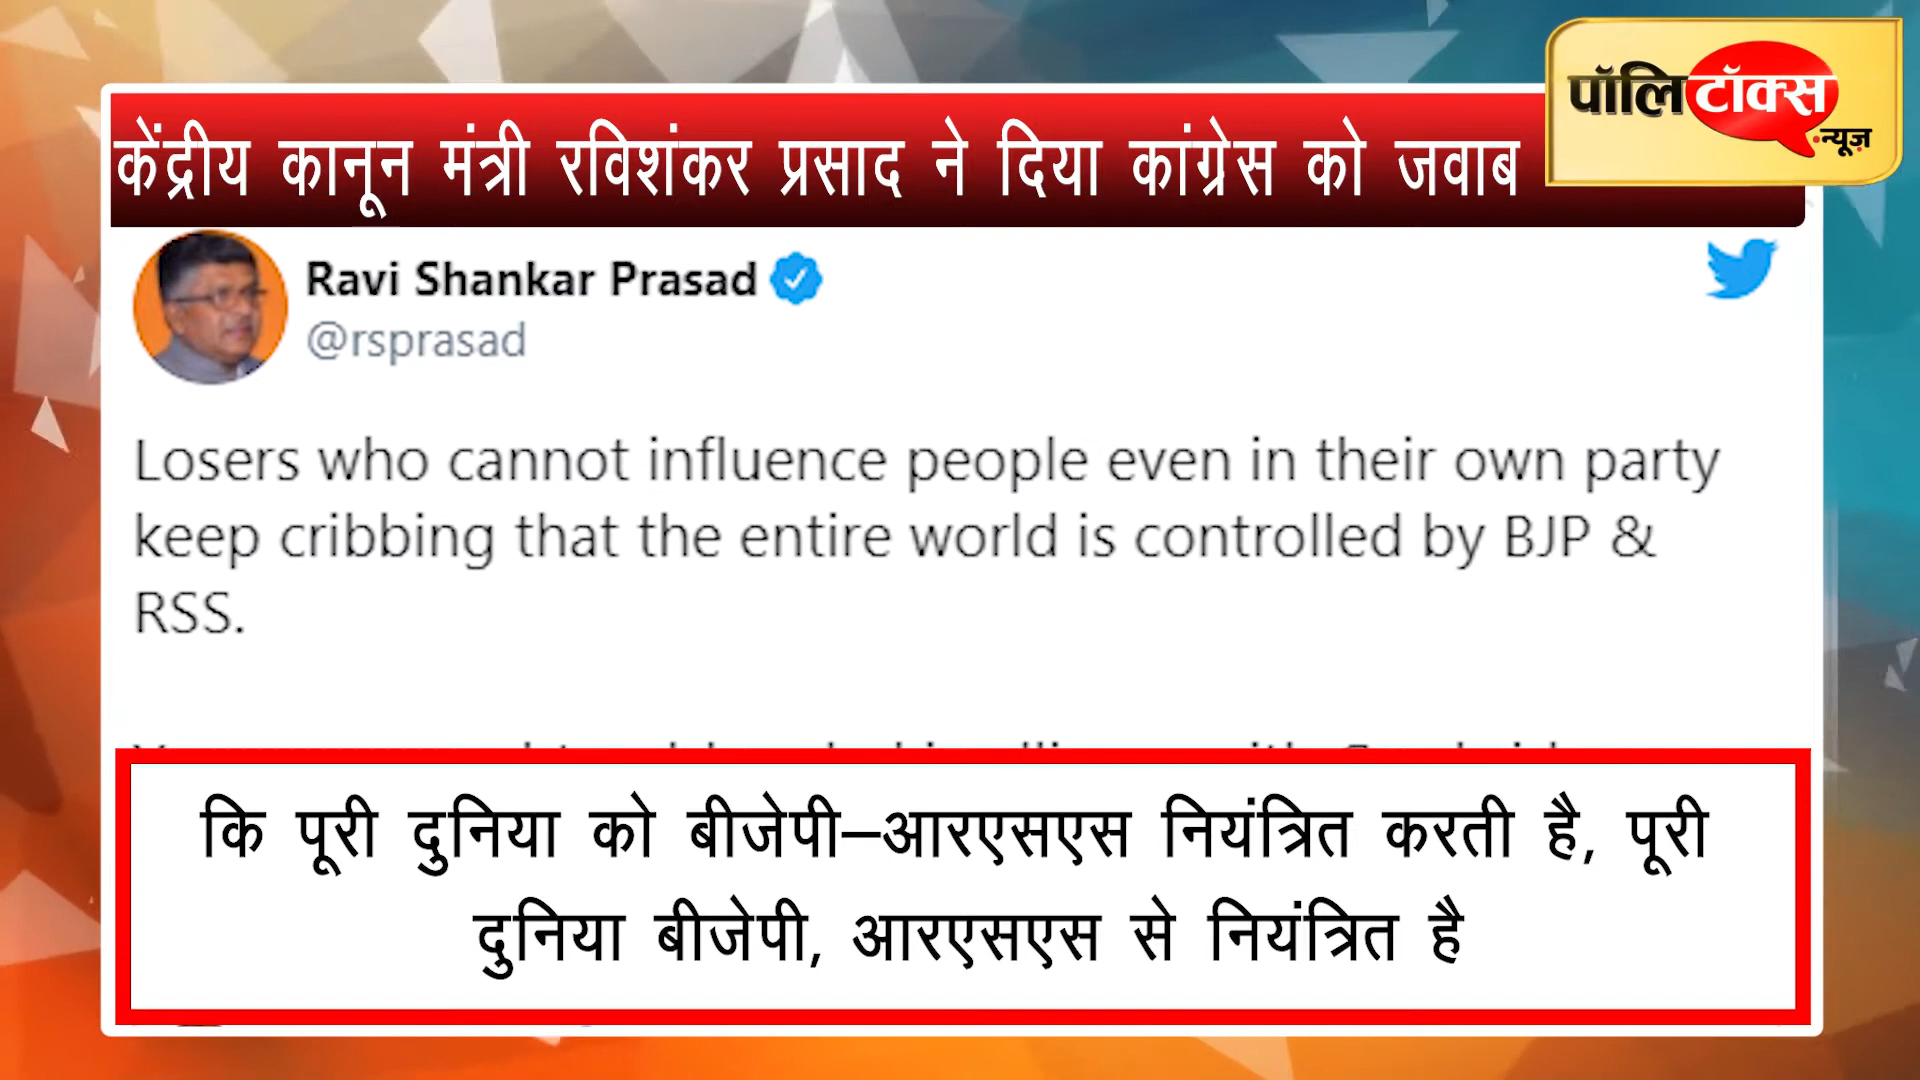 पॉलिटॉक्स
न्यूज़
केंद्रीय कानून मंत्री रविशंकर प्रसाद ने दिया कांग्रेस को जवाब
Ravi Shankar Prasad
@rsprasad
Losers who cannot influence people even in their own party
keep cribbing that the entire world is controlled by BJP &
RSS.
कि पूरी दुनिया को बीजेपी–आरएसएस नियंत्रित करती है, पूरी
दुनिया बीजेपी, आरएसएस से नियंत्रित है